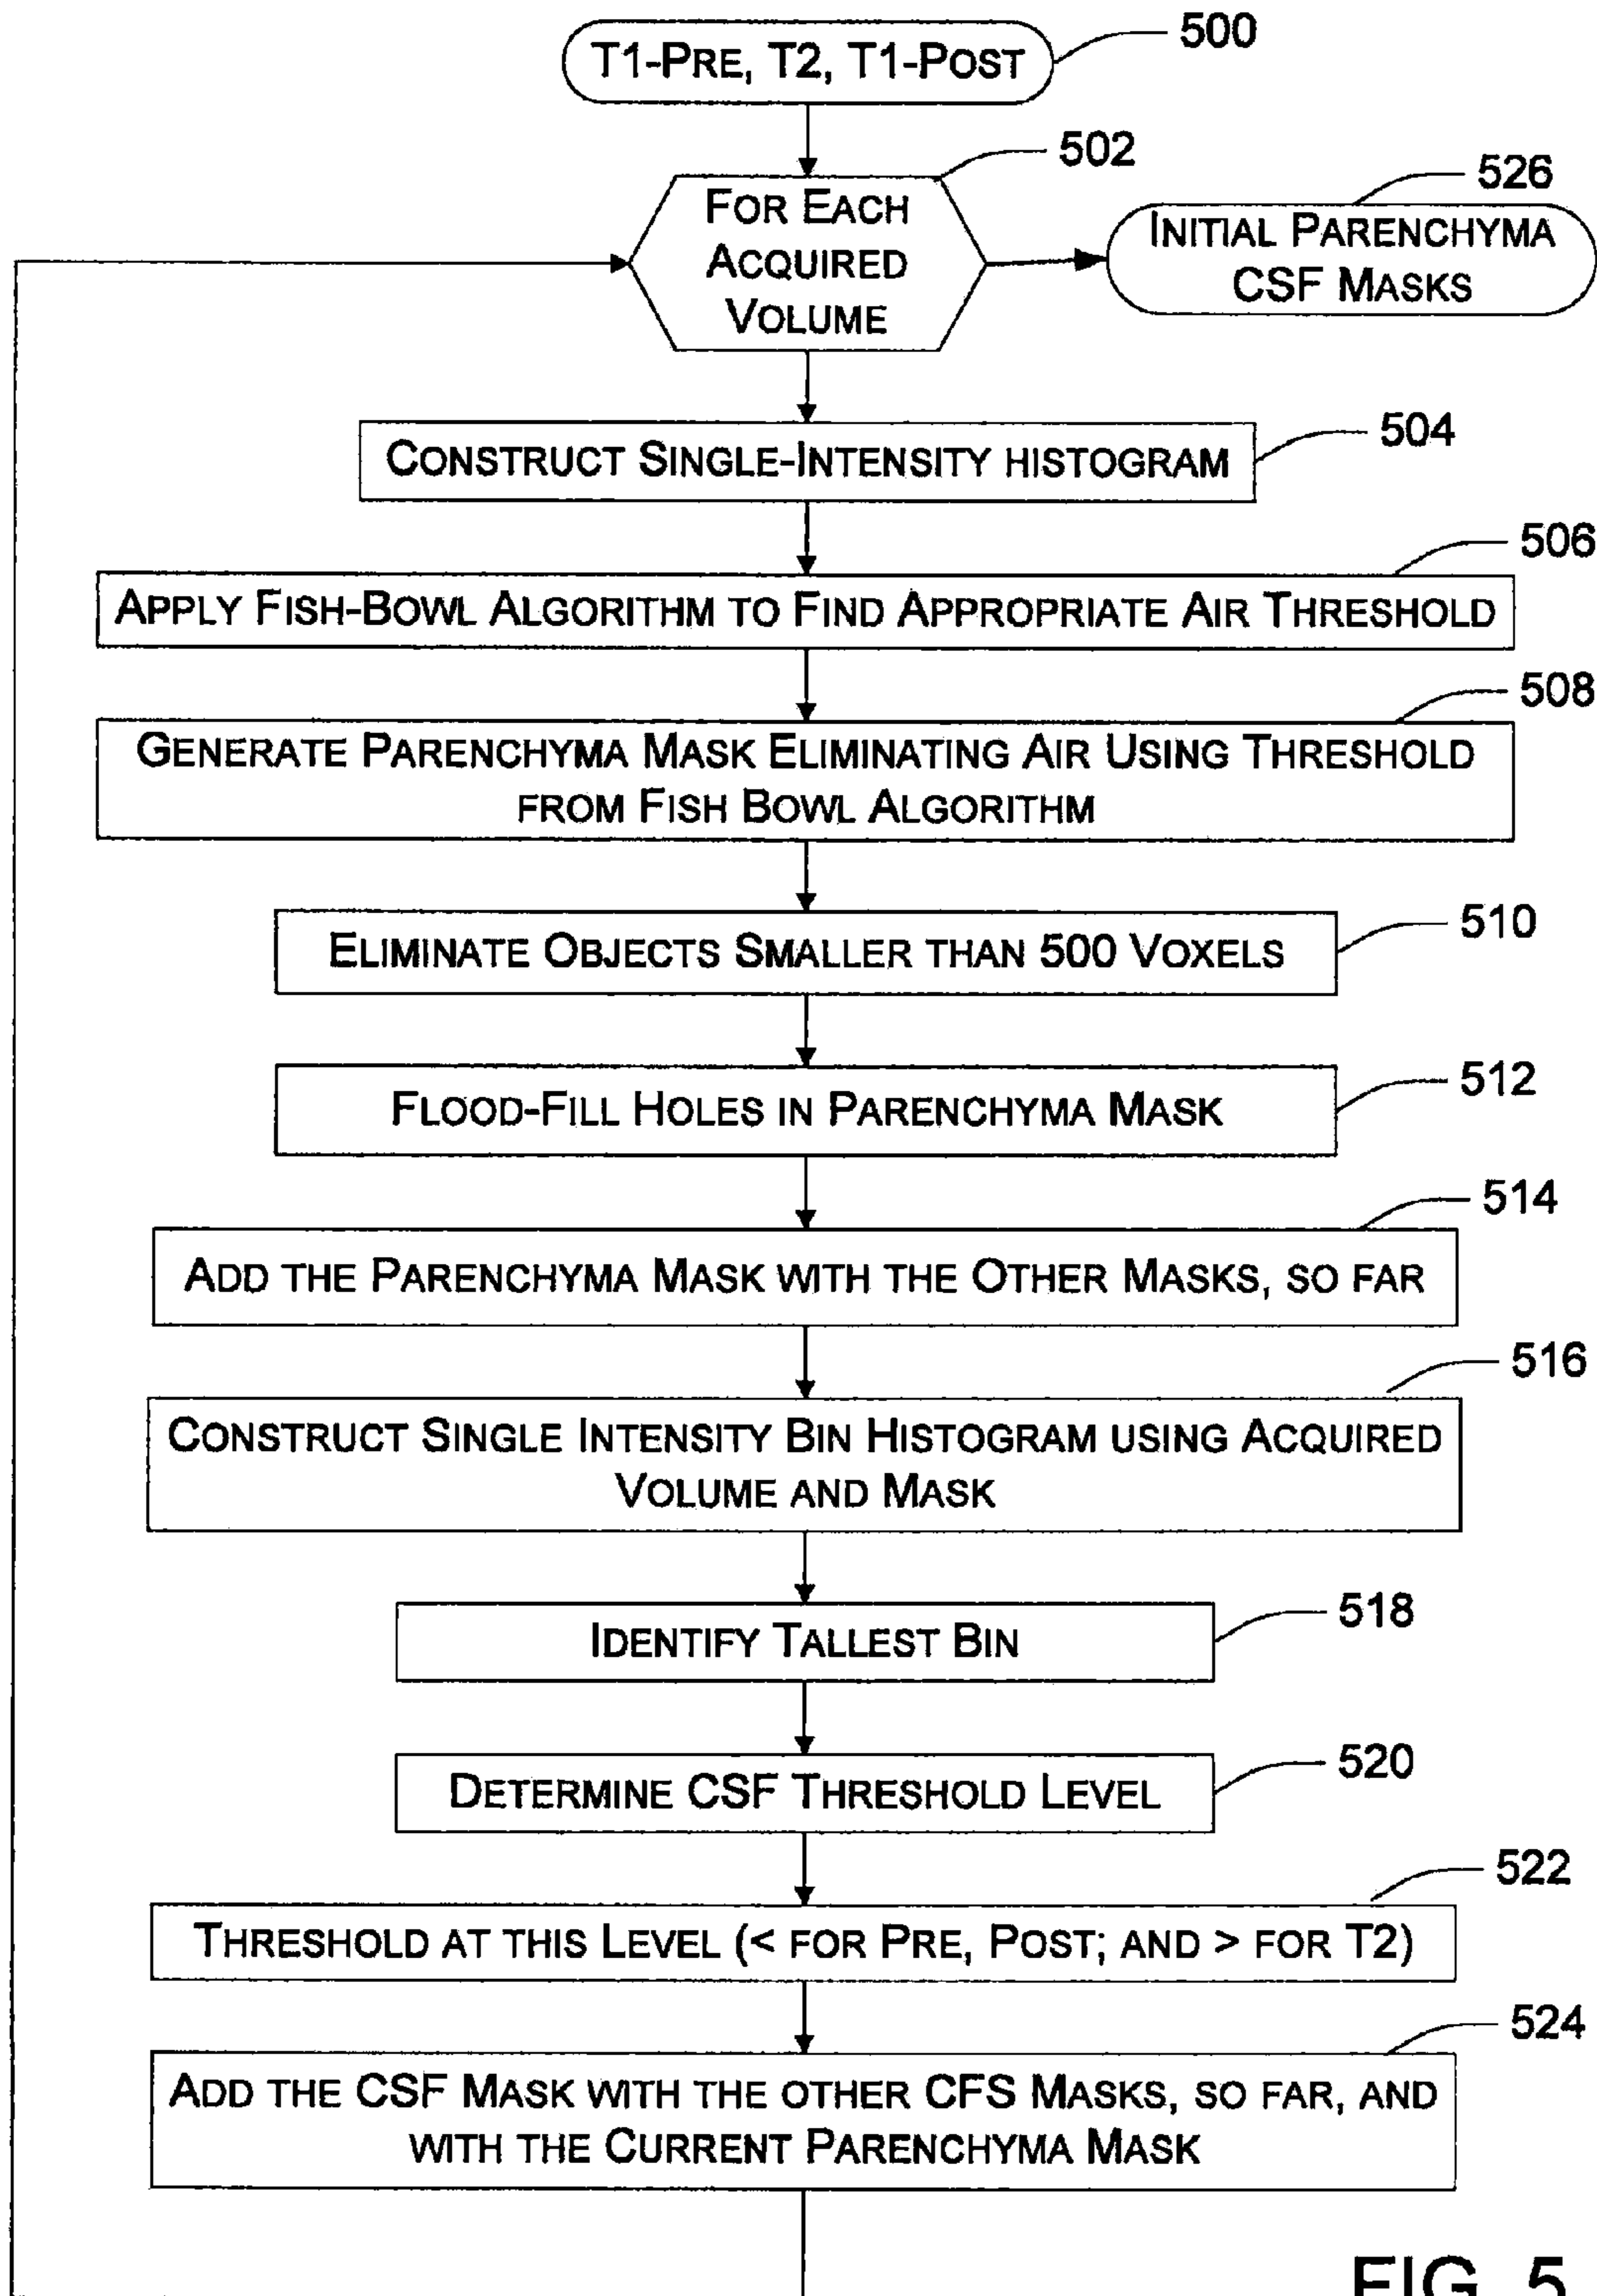 T1-PRE, T2, T1-POST
500
502
FOR EACH
ACQUIRED
VOLUME
526
INITIAL PARENCHYMA
CSF MASKS
504
CONSTRUCT SINGLE-INTENSITY HISTOGRAM
506
APPLY FISH-BOWL ALGORITHM TO FIND APPROPRIATE AIR THRESHOLD
508
GENERATE PARENCHYMA MASK ELIMINATING AIR USING THRESHOLD
FROM FISH BOWL ALGORITHM
510
ELIMINATE OBJECTS SMALLER THAN 500 VOXELS
512
FLOOD-FILL HOLES IN PARENCHYMA MASK
514
ADD THE PARENCHYMA MASK WITH THE OTHER MASKS, SO FAR
516
CONSTRUCT SINGLE INTENSITY BIN HISTOGRAM USING ACQUIRED
VOLUME AND MASK
518
IDENTIFY TALLEST BIN
520
DETERMINE CSF THRESHOLD LEVEL
522
THRESHOLD AT THIS LEVEL (< FOR PRE, POST; AND > FOR T2)
524
ADD THE CSF MASK WITH THE OTHER CFS MASKS, SO FAR, AND
WITH THE CURRENT PARENCHYMA MASK
FIG. 5